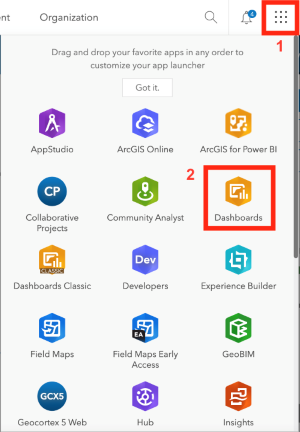 nt Organization 4
1
Drag and drop your favorite apps in any order to
customize your app launcher
Got it.
AppStudio ArcGIS Online ArcGIS for Power BI
2
CP
Collaborative
Projects
Community Analyst
Dashboards
CLASSIC
Dashboards Classic
Dev
Developers
Experience Builder
Field Maps
EA
Field Maps Early
Access
GeoBIM
GCX5
Geocortex 5 Web
Hub
Insights